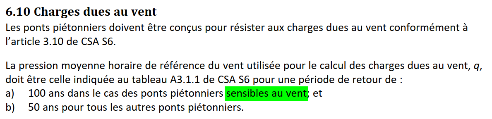 6.10 Charges dues au vent
Les ponts piétonniers doivent être conçus pour résister aux charges dues au vent conformément à
l'article 3.10 de CSA S6.
La pression moyenne horaire de référence du vent utilisée pour le calcul des charges dues au vent, q,
doit être celle indiquée au tableau A3.1.1 de CSA S6 pour une période de retour de :
a) 100 ans dans le cas des ponts piétonniers sensibles au vent; et
b) 50 ans pour tous les autres ponts piétonniers.